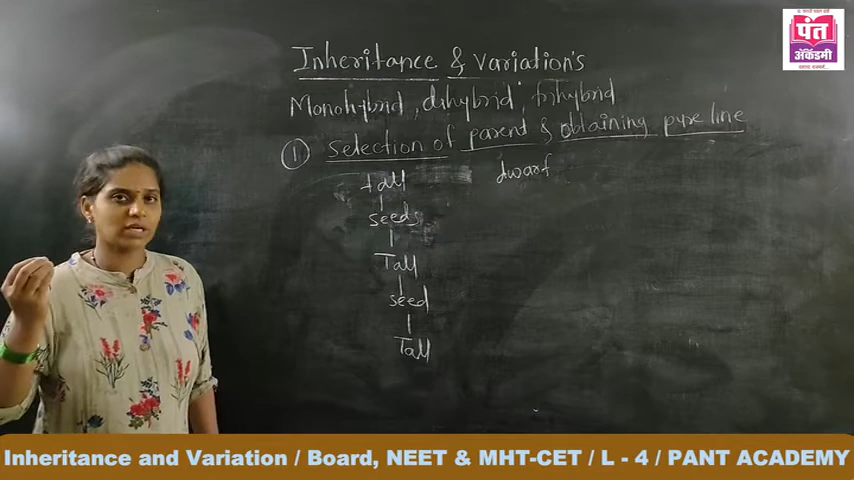 Inheritance & variation's
Monohybrid, dihybrid, trihybrid
① Selection of parent & obtaining pure line
tall
dwarf
seeds
Tall
seed
Tall
पंत
अ‍ॅकॅडमी
Inheritance and Variation / Board, NEET & MHT-CET / L - 4 / PANT ACADEMY